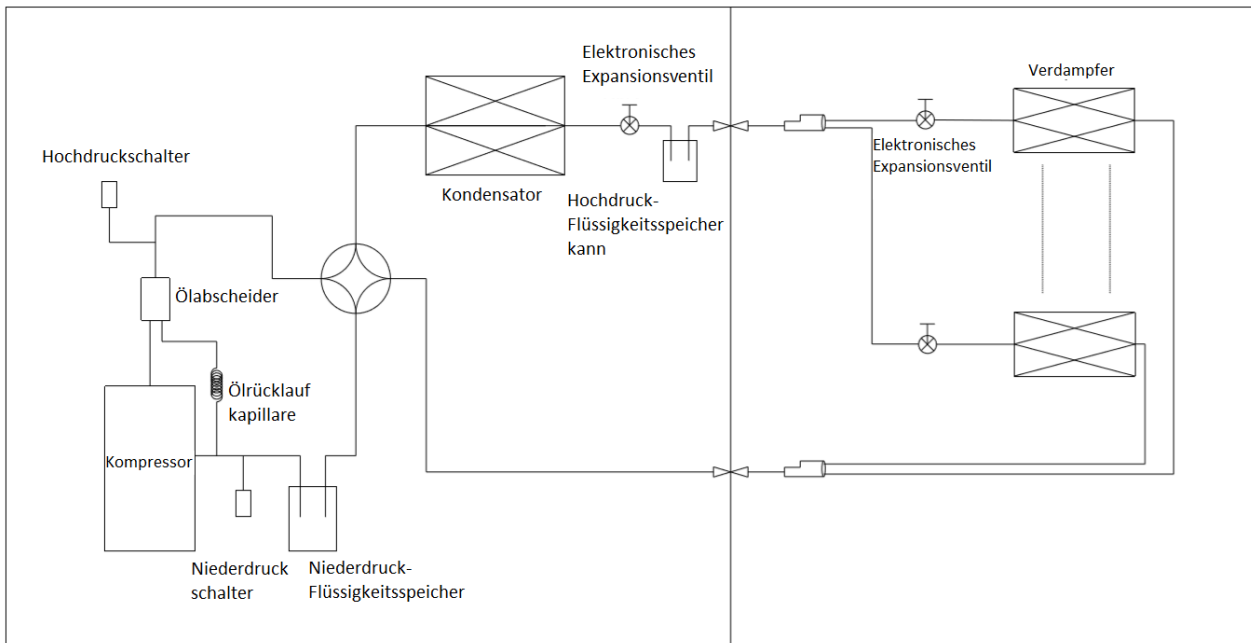 Elektronisches
Expansionsventil
Verdampfer
Hochdruckschalter
Kondensator
Hochdruck-
Flüssigkeitsspeicher
kann
Elektronisches
Expansionsventil
Ölabscheider
Ölrücklauf
kapillare
Kompressor
Niederdruck
schalter
Niederdruck-
Flüssigkeitsspeicher